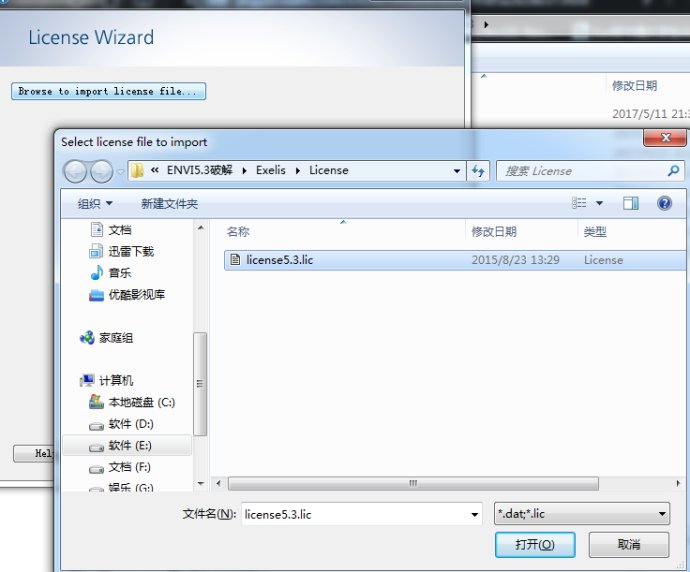 License Wizard
Browse to import license file...
修改日期
2017/5/11 21:3
Select license file to import
« ENVI5.3破解 Exelis License
搜索 License
组织 新建文件夹
文档
迅雷下载
音乐
优酷影视库
家庭组
计算机
本地磁盘 (C:)
软件 (D:)
软件 (E:)
文档 (F:)
娱乐 (G:)
名称 修改日期 类型
license5.3.lic 2015/8/23 13:29 License
Help
文件名(N): license5.3.lic *.dat;*.lic
打开(O) 取消